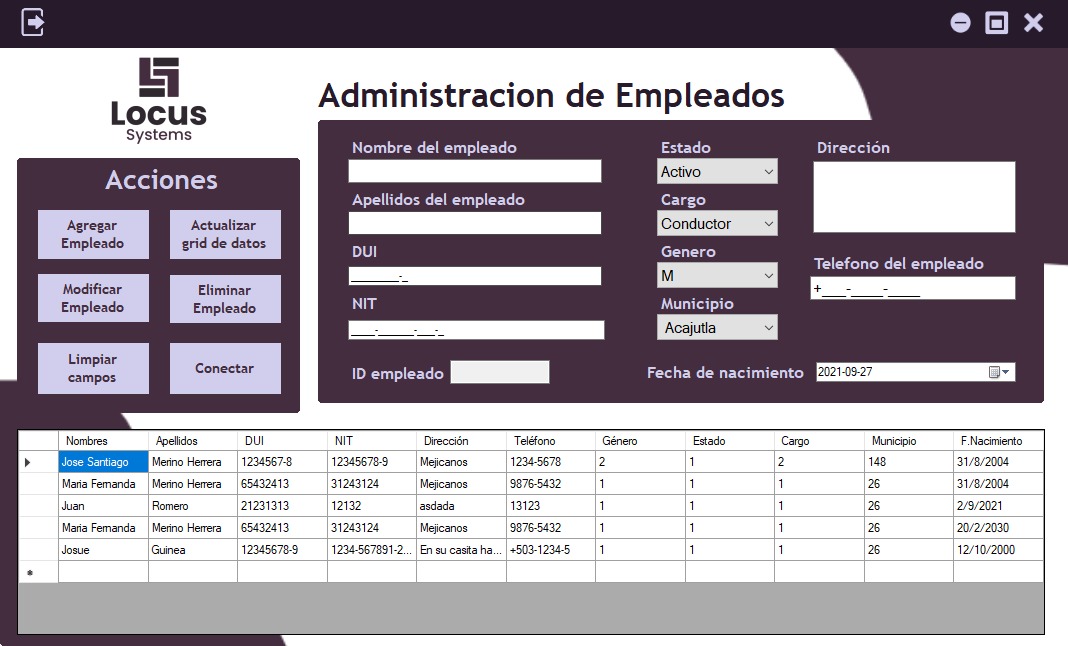 Locus
Systems
Administracion de Empleados
Acciones
Agregar
Empleado
Actualizar
grid de datos
Modificar
Empleado
Eliminar
Empleado
Limpiar
campos
Conectar
Nombre del empleado
Apellidos del empleado
DUI
_______-_
NIT
____-______-___-_
ID empleado
Estado
Activo
Cargo
Conductor
Genero
M
Municipio
Acajutla
Dirección
Telefono del empleado
+___-____-____
Fecha de nacimiento
2021-09-27
Nombres Apellidos DUI NIT Dirección Teléfono Género Estado Cargo Municipio F.Nacimiento
Jose Santiago Merino Herrera 1234567-8 12345678-9 Mejicanos 1234-5678 2 1 2 148 31/8/2004
Maria Fernanda Merino Herrera 65432413 31243124 Mejicanos 9876-5432 1 1 1 26 31/8/2004
Juan Romero 21231313 12132 asdada 13123 1 1 1 26 2/9/2021
Maria Fernanda Merino Herrera 65432413 31243124 Mejicanos 9876-5432 1 1 1 26 20/2/2030
Josue Guinea 12345678-9 1234-567891-2... En su casita ha... +503-1234-5 1 1 1 26 12/10/2000